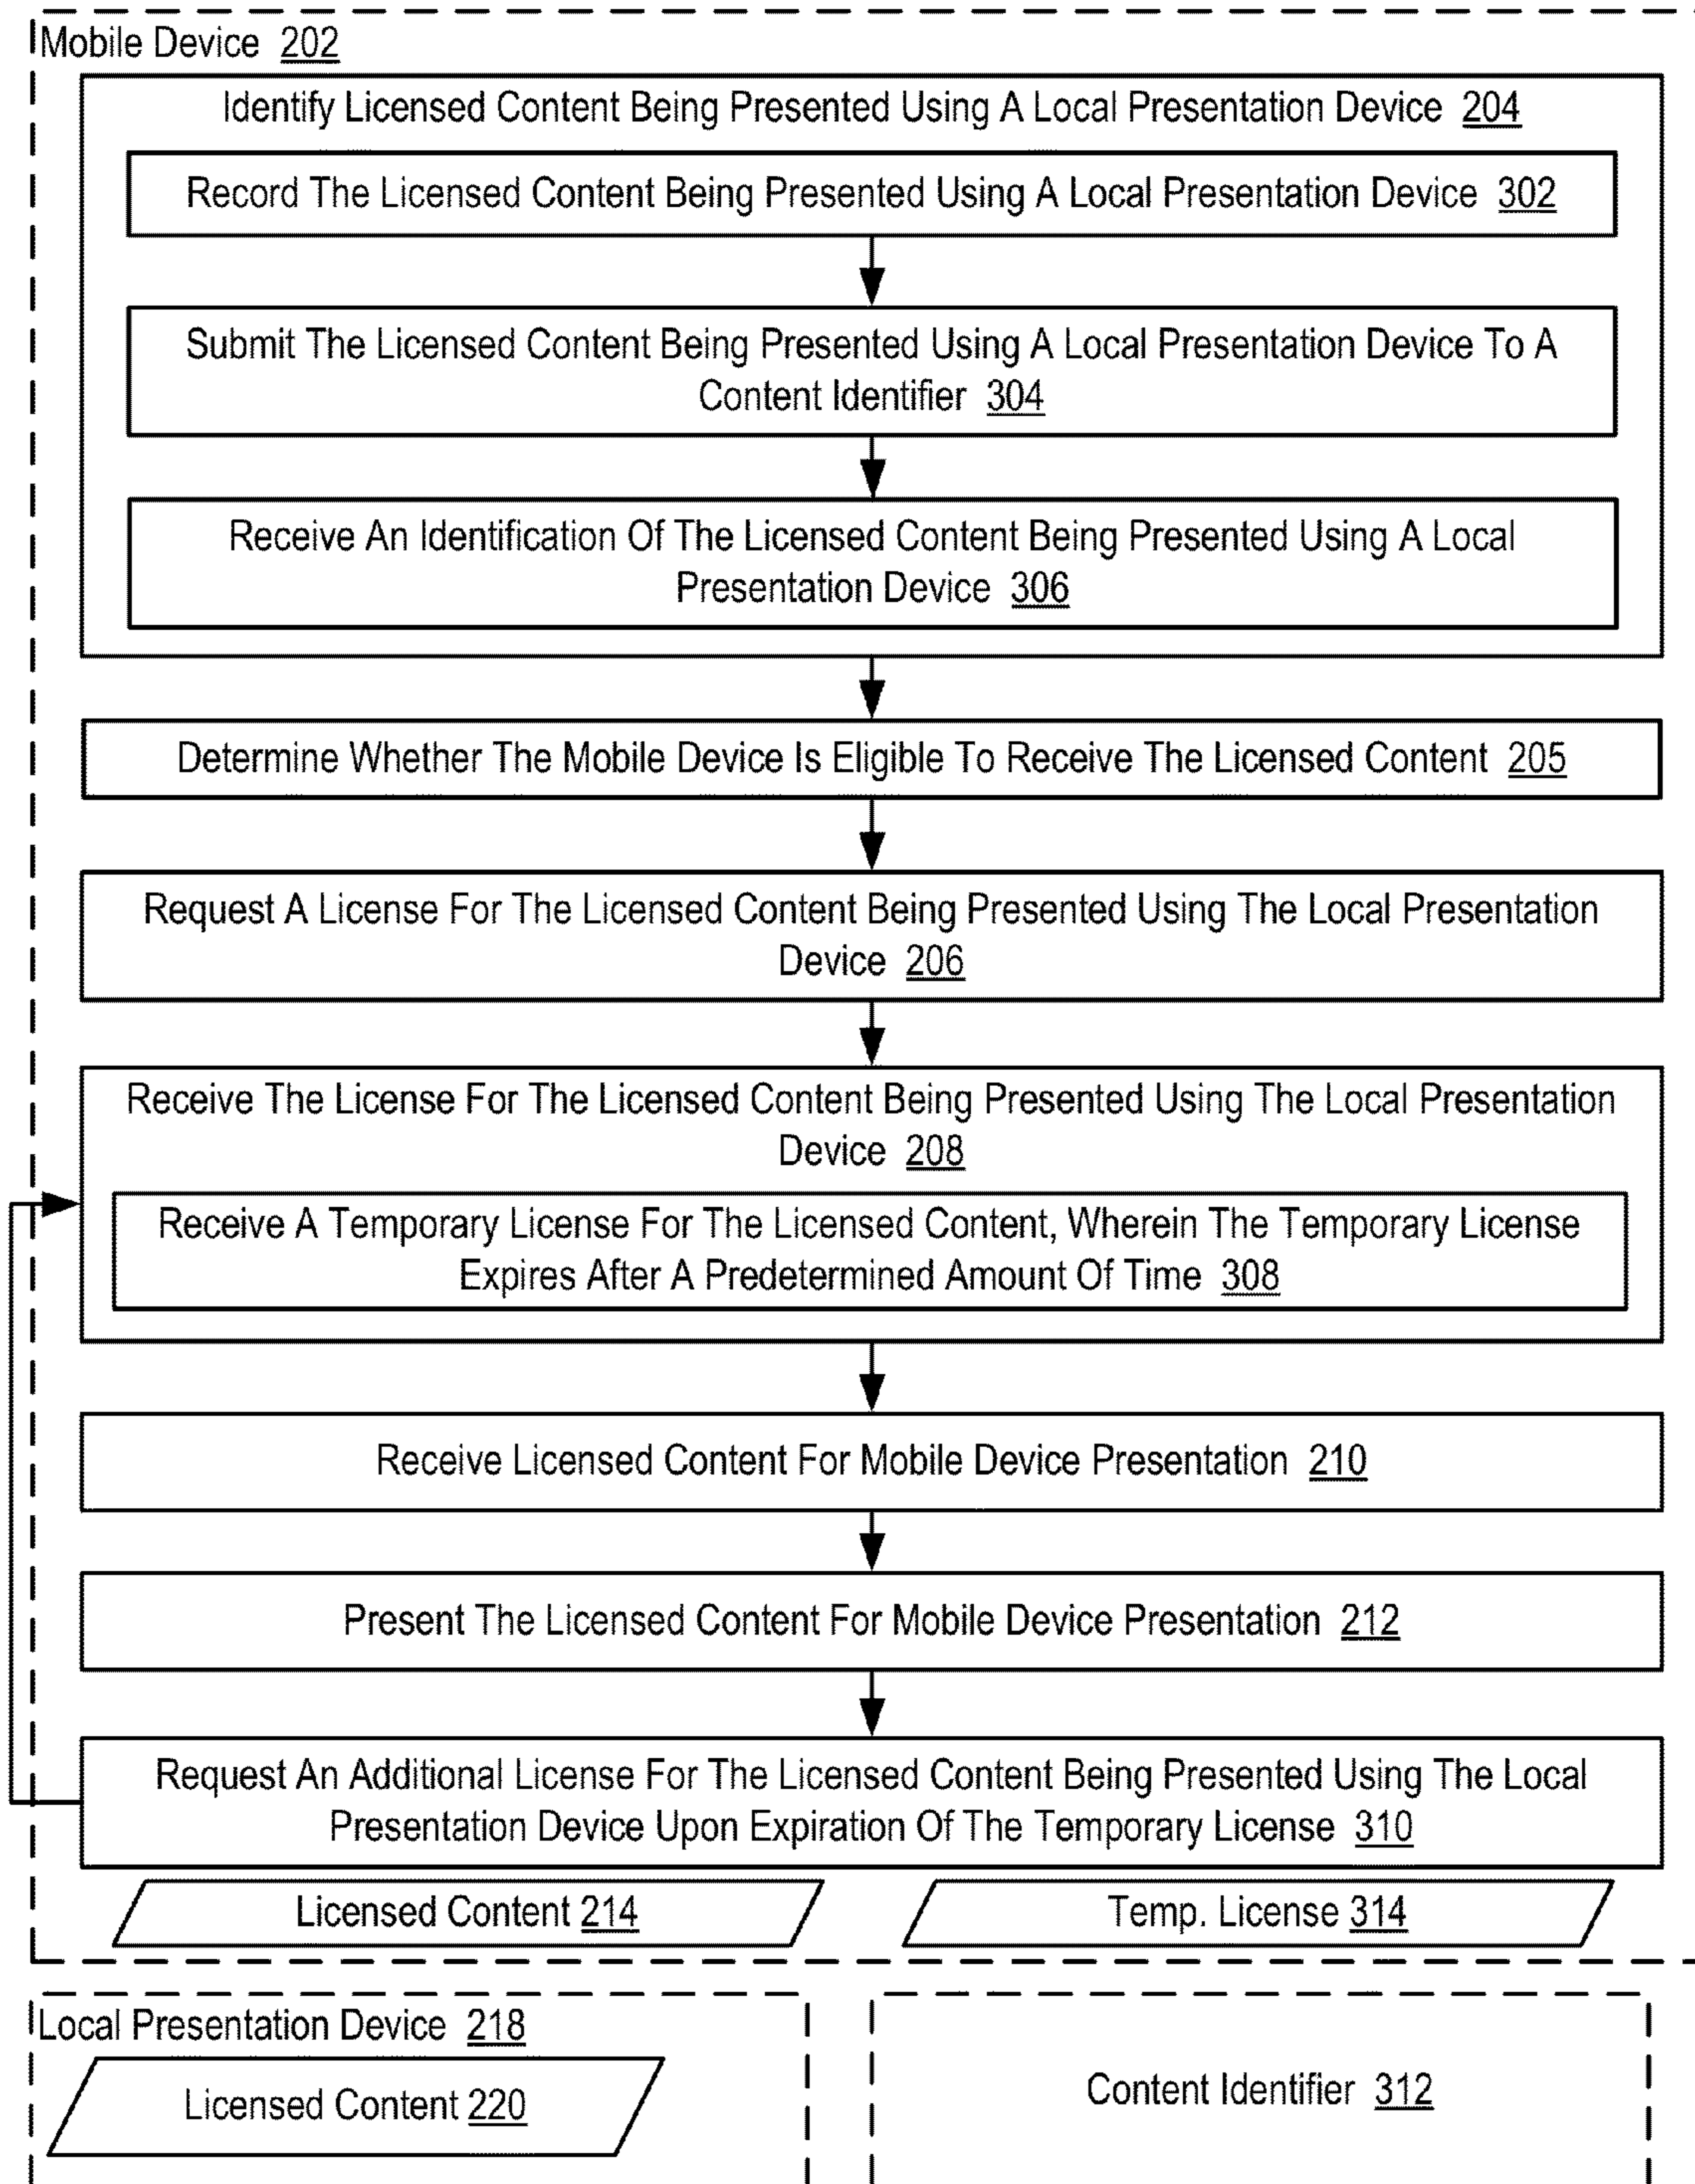 Mobile Device 202
Identify Licensed Content Being Presented Using A Local Presentation Device 204
Record The Licensed Content Being Presented Using A Local Presentation Device 302
Submit The Licensed Content Being Presented Using A Local Presentation Device To A
Content Identifier 304
Receive An Identification Of The Licensed Content Being Presented Using A Local
Presentation Device 306
Determine Whether The Mobile Device Is Eligible To Receive The Licensed Content 205
Request A License For The Licensed Content Being Presented Using The Local Presentation
Device 206
Receive The License For The Licensed Content Being Presented Using The Local Presentation
Device 208
Receive A Temporary License For The Licensed Content, Wherein The Temporary License
Expires After A Predetermined Amount Of Time 308
Receive Licensed Content For Mobile Device Presentation 210
Present The Licensed Content For Mobile Device Presentation 212
Request An Additional License For The Licensed Content Being Presented Using The Local
Presentation Device Upon Expiration Of The Temporary License 310
Licensed Content 214
Temp. License 314
Local Presentation Device 218
Licensed Content 220
Content Identifier 312